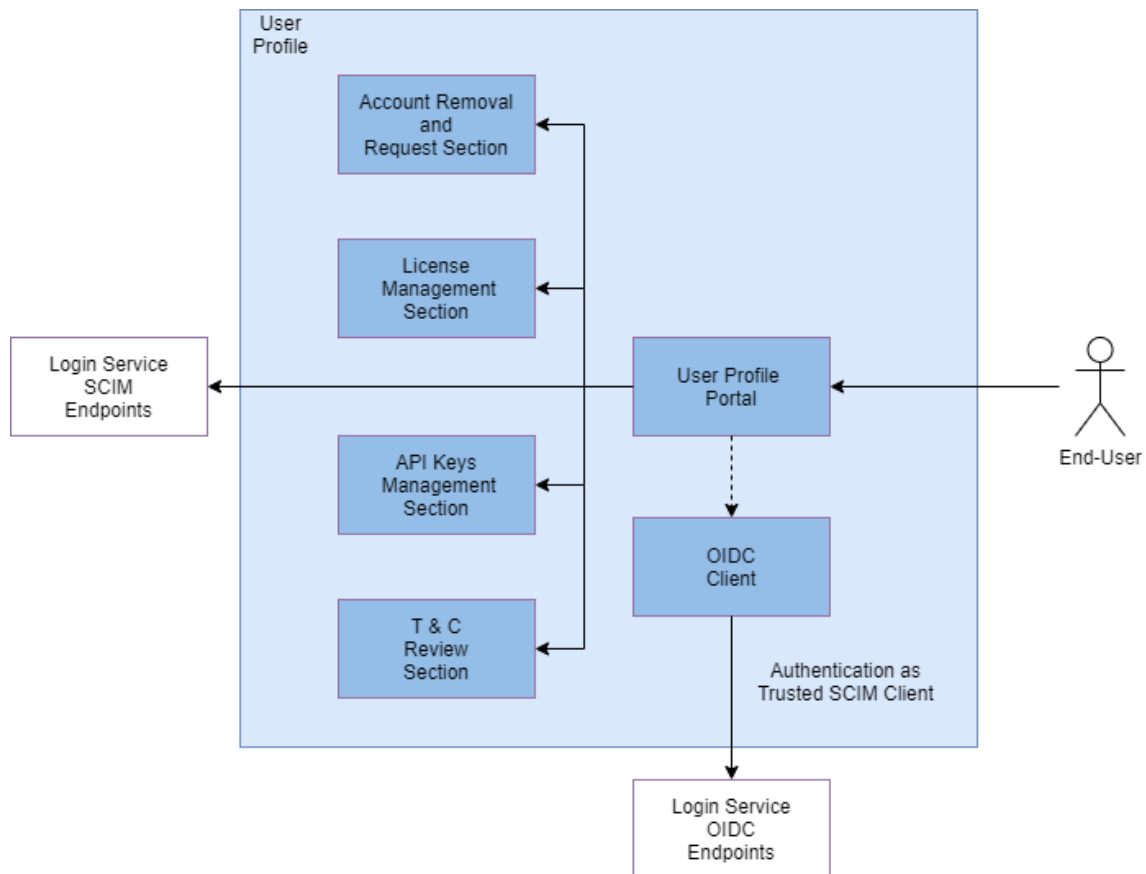 User
Profile
Account Removal
and
Request Section
License
Management
Section
Login Service
SCIM
Endpoints
User Profile
Portal
End-User
API Keys
Management
Section
OIDC
Client
T & C
Review
Section
Authentication as
Trusted SCIM Client
Login Service
OIDC
Endpoints